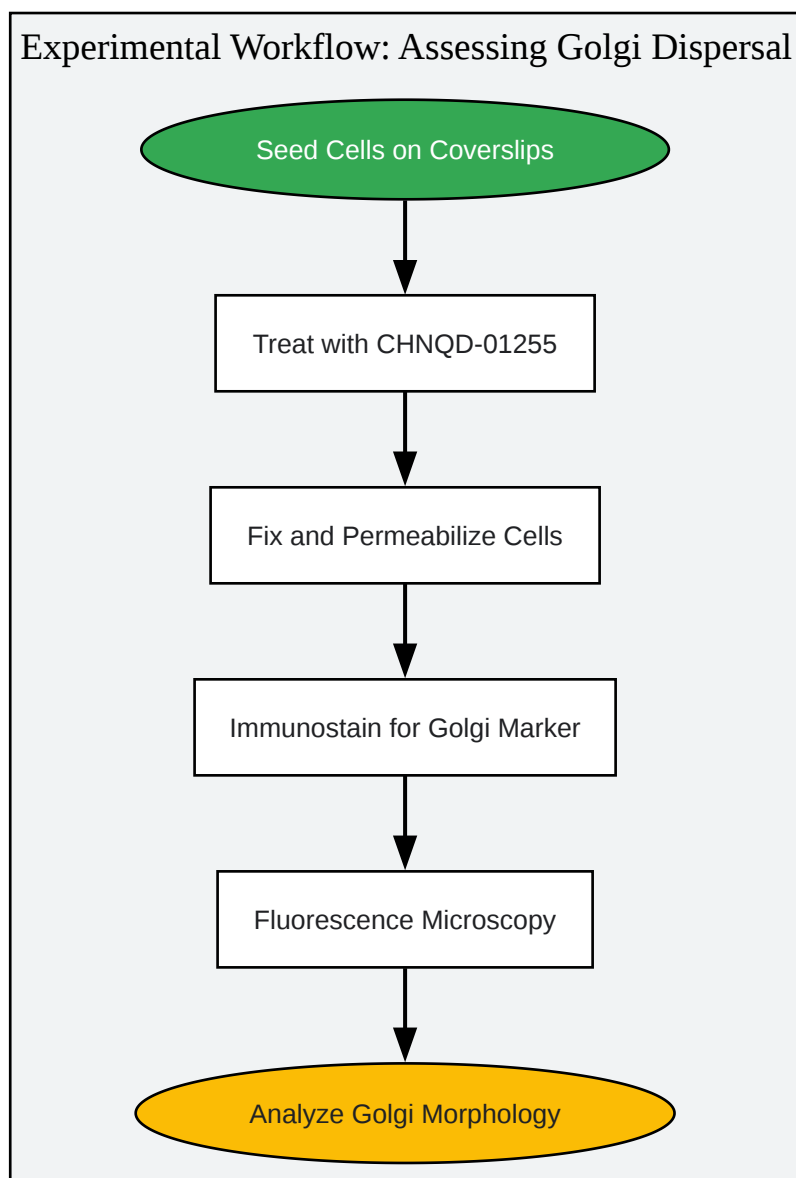 Experimental Workflow: Assessing Golgi Dispersal
Seed Cells on Coverslips
Treat with CHNQD-01255
Fix and Permeabilize Cells
Immunostain for Golgi Marker
Fluorescence Microscopy
Analyze Golgi Morphology